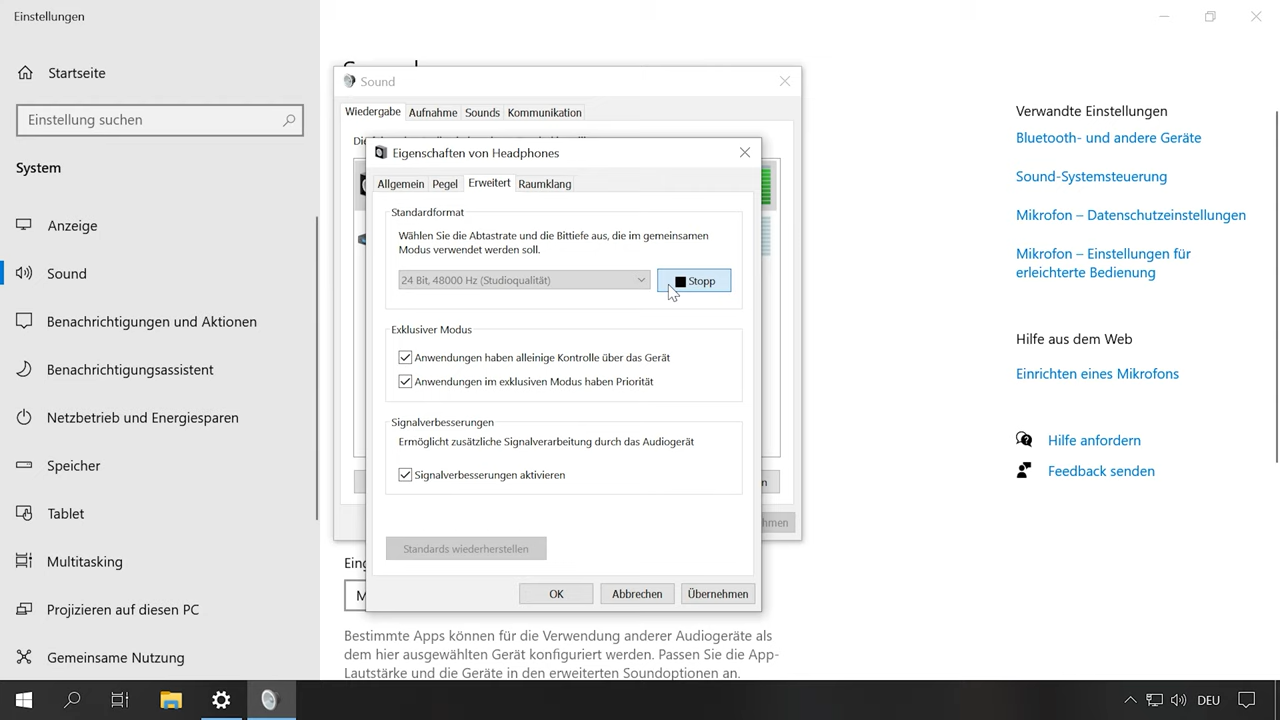 Einstellungen
Startseite
Einstellung suchen
System
Anzeige
Sound
Benachrichtigungen und Aktionen
Benachrichtigungsassistent
Netzbetrieb und Energiesparen
Speicher
Tablet
Multitasking
Projizieren auf diesen PC
Gemeinsame Nutzung
Sound
Wiedergabe Aufnahme Sounds Kommunikation
Eigenschaften von Headphones
Allgemein Pegel Erweitert Raumklang
Standardformat
Wählen Sie die Abtastrate und die Bittiefe aus, die im gemeinsamen
Modus verwendet werden soll.
24 Bit, 48000 Hz (Studioqualität)
Stopp
Exklusiver Modus
Anwendungen haben alleinige Kontrolle über das Gerät
Anwendungen im exklusiven Modus haben Priorität
Signalverbesserungen
Ermöglicht zusätzliche Signalverarbeitung durch das Audiogerät
Signalverbesserungen aktivieren
Standards wiederherstellen
OK Abbrechen Übernehmen
Bestimmte Apps können für die Verwendung anderer Audiogeräte als
dem hier ausgewählten Gerät konfiguriert werden. Passen Sie die App-
Lautstärke und die Geräte in den erweiterten Soundoptionen an.
Verwandte Einstellungen
Bluetooth- und andere Geräte
Sound-Systemsteuerung
Mikrofon – Datenschutzeinstellungen
Mikrofon – Einstellungen für
erleichterte Bedienung
Hilfe aus dem Web
Einrichten eines Mikrofons
Hilfe anfordern
Feedback senden
DEU